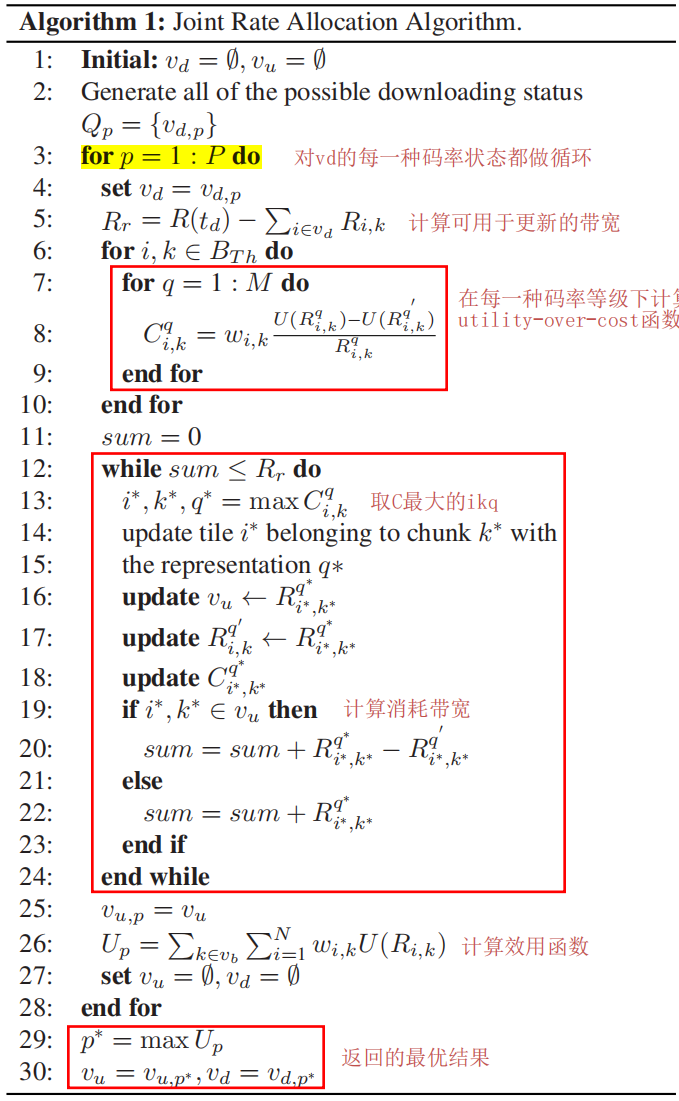 Algorithm 1: Joint Rate Allocation Algorithm.
1: Initial: $v_d = \emptyset, v_u = \emptyset$
2: Generate all of the possible downloading status
$Q_p = \{v_{d,p}\}$
3: for $p = 1 : P$ do 对vd的每一种码率状态都做循环
4: set $v_d = v_{d,p}$
5: $R_r = R(t_d) - \sum_{i \in v_d} R_{i,k}$ 计算可用于更新的带宽
6: for $i, k \in B_{Th}$ do
7: for $q = 1 : M$ do 在每一种码率等级下计算
8: $C_{i,k}^{q} = w_{i,k} \frac{U(R_{i,k}^{q}) - U(R_{i,k}^{q'})}{R_{i,k}^{q}}$ utility-over-cost函数
9: end for
10: end for
11: $sum = 0$
12: while $sum \leq R_r$ do
13: $i^*, k^*, q^* = \max C_{i,k}^{q}$ 取C最大的ikq
14: update tile $i^*$ belonging to chunk $k^*$ with
15: the representation $q*$
16: update $v_u \leftarrow R_{i^*,k^*}^{q^*}$
17: update $R_{i,k}^{q'} \leftarrow R_{i^*,k^*}^{q^*}$
18: update $C_{i^*,k^*}^{q^*}$
19: if $i^*, k^* \in v_u$ then 计算消耗带宽
20: $sum = sum + R_{i^*,k^*}^{q^*} - R_{i^*,k^*}^{q'}$
21: else
22: $sum = sum + R_{i^*,k^*}^{q^*}$
23: end if
24: end while
25: $v_{u,p} = v_u$
26: $U_p = \sum_{k \in v_b} \sum_{i=1}^{N} w_{i,k} U(R_{i,k})$ 计算效用函数
27: set $v_u = \emptyset, v_d = \emptyset$
28: end for
29: $p^* = \max U_p$ 返回的最优结果
30: $v_u = v_{u,p^*}, v_d = v_{d,p^*}$